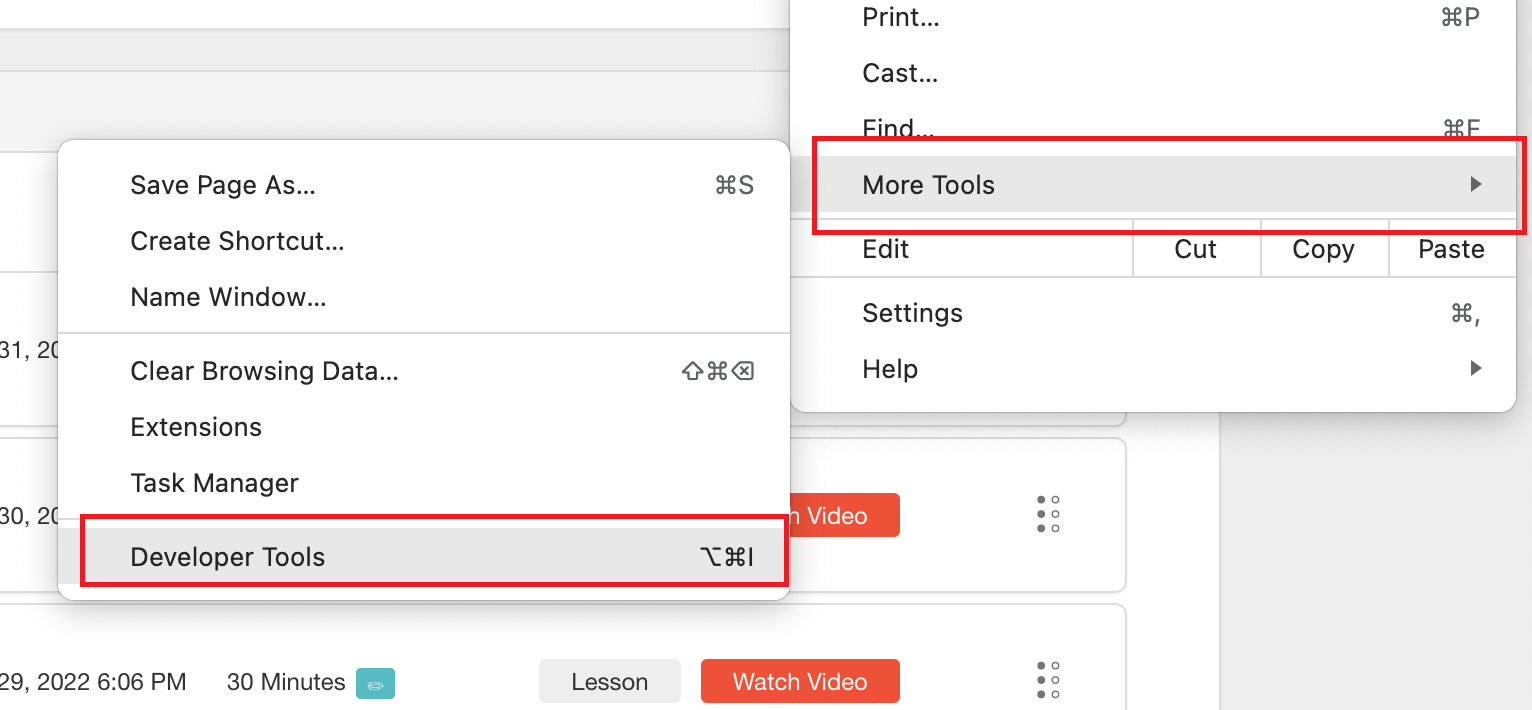 Print... ⌘P
Cast...
Find... ⌘F
More Tools
Edit Cut Copy Paste
Settings ⌘,
Help
Save Page As... ⌘S
Create Shortcut...
Name Window...
Clear Browsing Data... ⇧⌘⌫
Extensions
Task Manager
Developer Tools ⌥⌘I
31, 20
30, 20
Video
29, 2022 6:06 PM 30 Minutes Lesson Watch Video